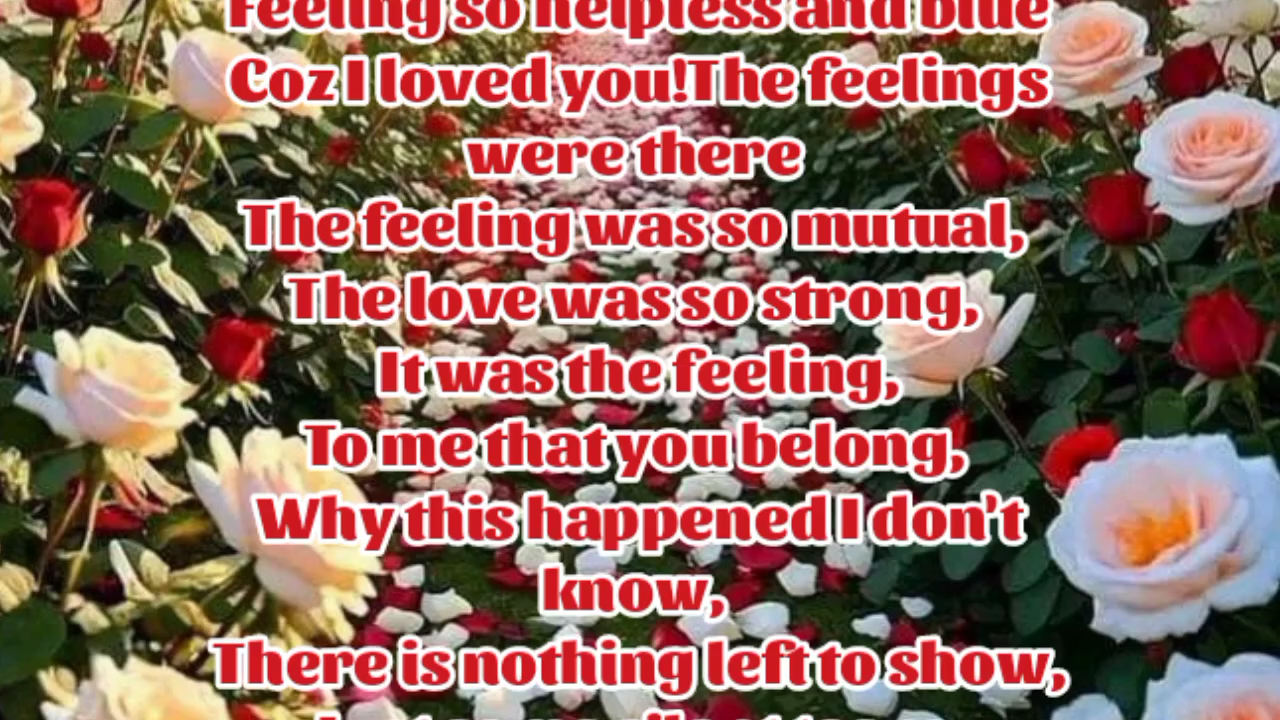 Feeling so helpless and blue
Coz I loved you!The feelings
were there
The feeling was so mutual,
The love was so strong,
It was the feeling,
To me that you belong,
Why this happened I don't
know,
There is nothing left to show,